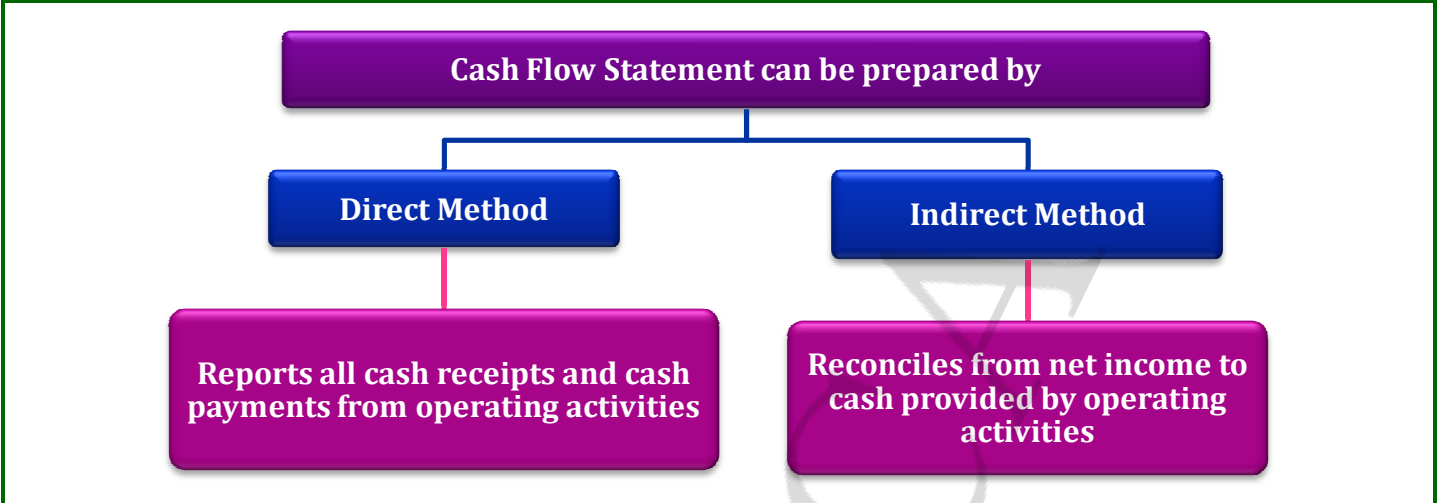 Cash Flow Statement can be prepared by
Direct Method
Indirect Method
Reports all cash receipts and cash
payments from operating activities
Reconciles from net income to
cash provided by operating
activities